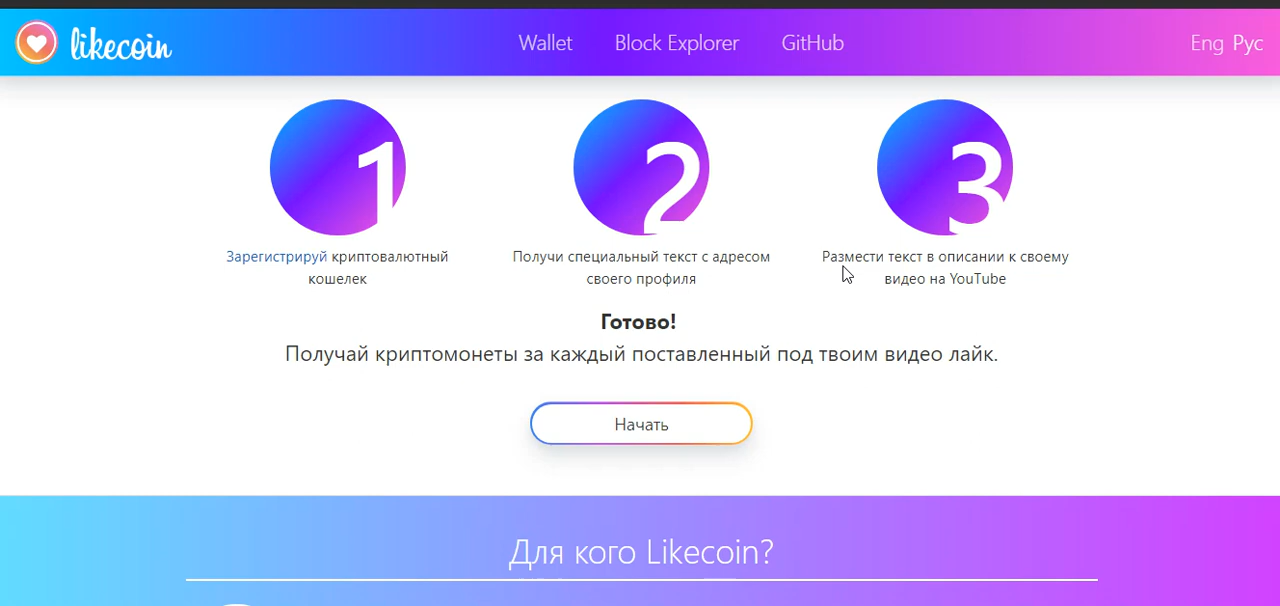 likecoin Wallet Block Explorer GitHub Eng Рус
1 2 3
Зарегистрируй криптовалютный
кошелек
Получи специальный текст с адресом
своего профиля
Размести текст в описании к своему
видео на YouTube
Готово!
Получай криптомонеты за каждый поставленный под твоим видео лайк.
Начать
Для кого Likecoin?